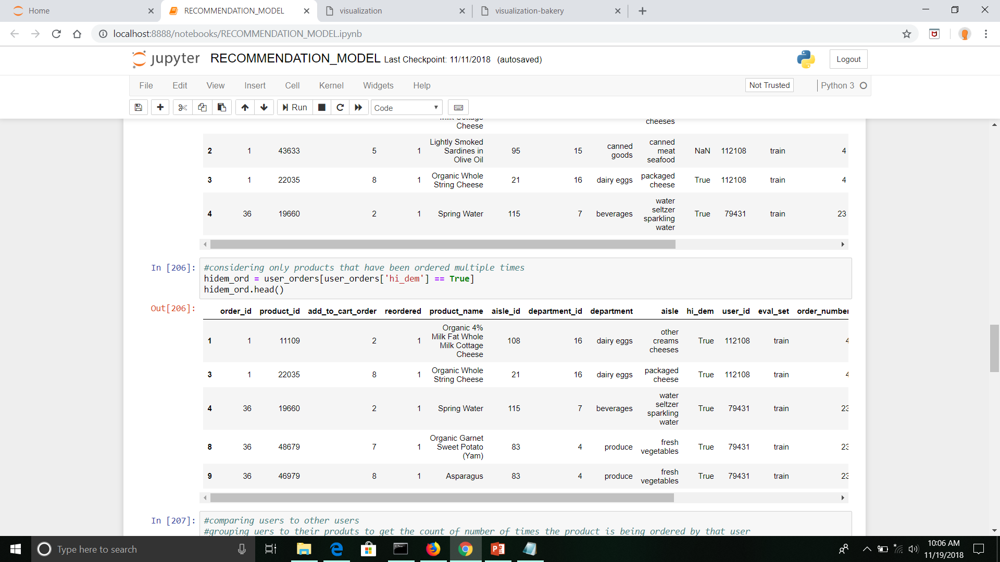 Home
RECOMMENDATION_MODEL
visualization
visualization-bakery
localhost:8888/notebooks/RECOMMENDATION_MODEL.ipynb
jupyter RECOMMENDATION_MODEL Last Checkpoint: 11/11/2018 (autosaved)
Logout
File Edit View Insert Cell Kernel Widgets Help
Not Trusted
Python 3
Run
Code
Milk Cottage
Cheese
cheeses
2 1 43633 5 1 Lightly Smoked Sardines in Olive Oil 95 15 canned goods canned meat seafood NaN 112108 train 4
3 1 22035 8 1 Organic Whole String Cheese 21 16 dairy eggs packaged cheese True 112108 train 4
4 36 19660 2 1 Spring Water 115 7 beverages water seltzer sparkling water True 79431 train 23
In [206]:
#considering only products that have been ordered multiple times
hidem_ord = user_orders[user_orders['hi_dem'] == True]
hidem_ord.head()
Out[206]:
order_id product_id add_to_cart_order reordered product_name aisle_id department_id department aisle hi_dem user_id eval_set order_number
1 1 11109 2 1 Organic 4% Milk Fat Whole Milk Cottage Cheese 108 16 dairy eggs other creams cheeses True 112108 train 4
3 1 22035 8 1 Organic Whole String Cheese 21 16 dairy eggs packaged cheese True 112108 train 4
4 36 19660 2 1 Spring Water 115 7 beverages water seltzer sparkling water True 79431 train 23
8 36 48679 7 1 Organic Garnet Sweet Potato (Yam) 83 4 produce fresh vegetables True 79431 train 23
9 36 46979 8 1 Asparagus 83 4 produce fresh vegetables True 79431 train 23
In [207]:
#comparing users to other users
#grouping uers to their produts to get the count of number of times the product is being ordered by that user
Type here to search
10:06 AM
11/19/2018